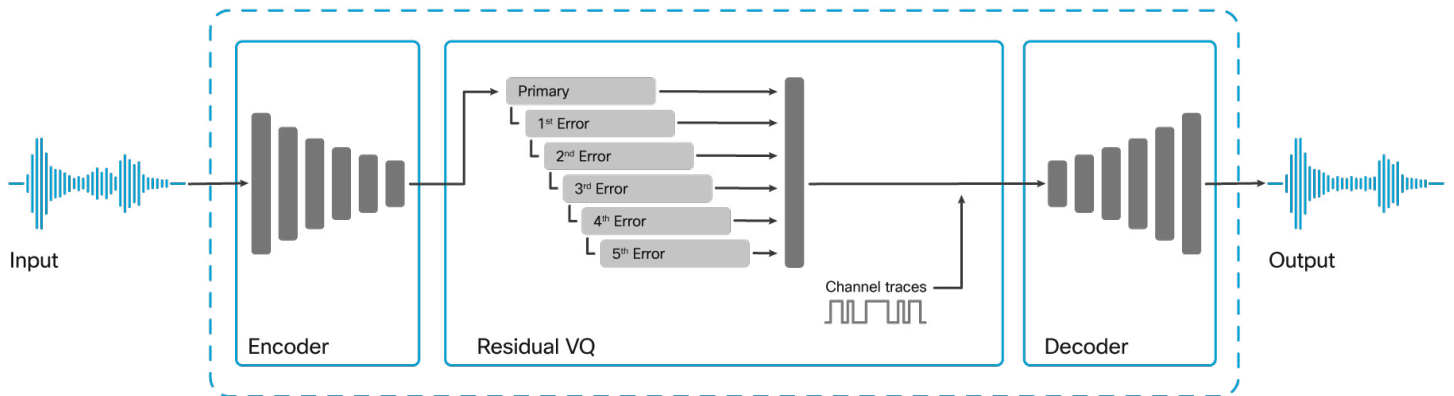 Input
Encoder
Primary
1st Error
2nd Error
3rd Error
4th Error
5th Error
Channel traces
Residual VQ
Decoder
Output